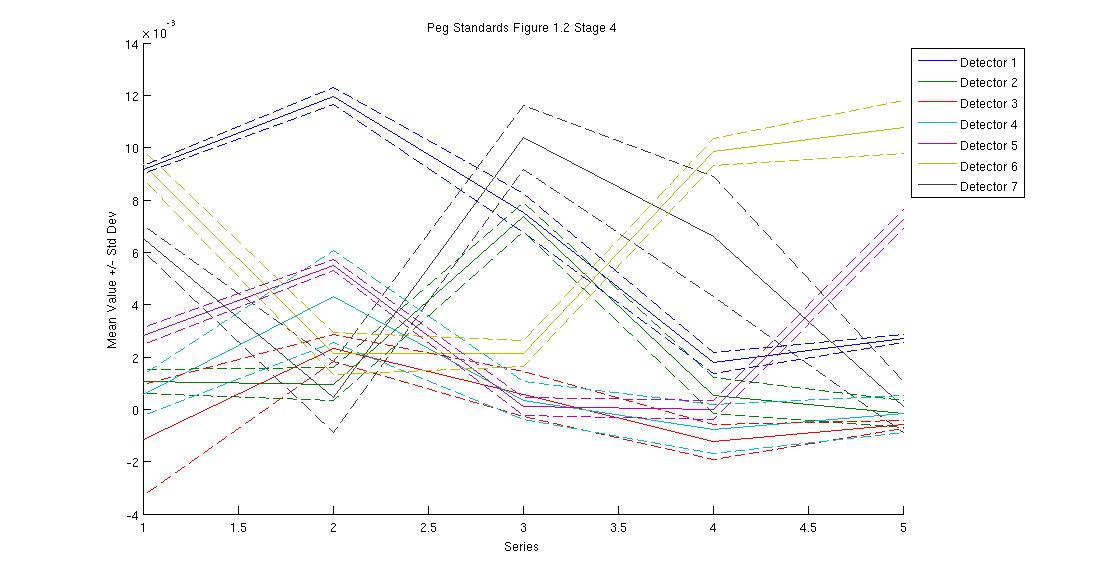 Peg Standards Figure 1.2 Stage 4
× 10⁻³
14
12
10
8
6
4
2
0
-2
-4
Mean Value +/- Std Dev
1
1.5
2
2.5
3
3.5
4
4.5
5
Series
Detector 1
Detector 2
Detector 3
Detector 4
Detector 5
Detector 6
Detector 7